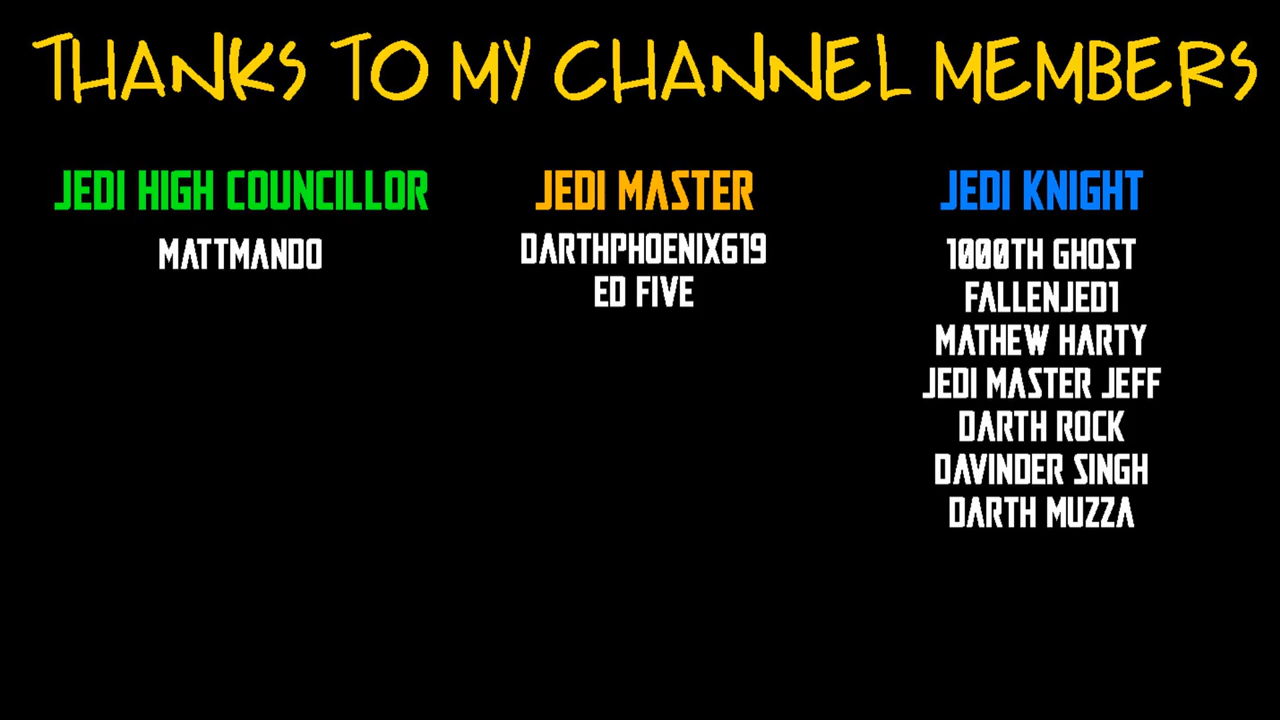 THANKS TO MY CHANNEL MEMBERS
JEDI HIGH COUNCILLOR
MATTMANDO
JEDI MASTER
DARTHPHOENIX619
ED FIVE
JEDI KNIGHT
1000TH GHOST
FALLENJED1
MATHEW HARTY
JEDI MASTER JEFF
DARTH ROCK
DAVINDER SINGH
DARTH MUZZA